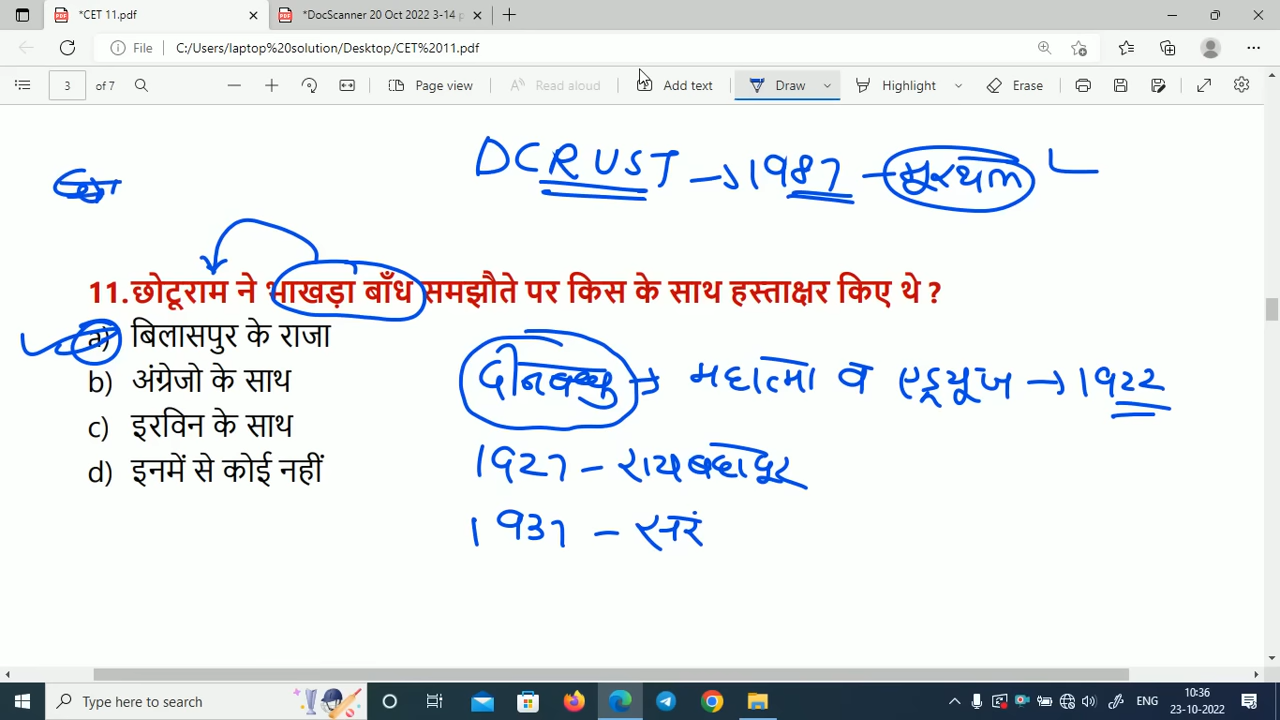 *CET 11.pdf
*DocScanner 20 Oct 2022 3-14 p
File C:/Users/laptop%20solution/Desktop/CET%2011.pdf
3 of 7 Page view Read aloud Add text Draw Highlight Erase
DCRUST → 1987 – मूरथल
11. छोटूराम ने भाखड़ा बाँध समझौते पर किस के साथ हस्ताक्षर किए थे ?
a) बिलासपुर के राजा
b) अंग्रेजो के साथ
c) इरविन के साथ
d) इनमें से कोई नहीं
दीनबन्धु → महात्मा व एड्रयूज → 1922
1927 – रायबहादुर
1937 – सर
Type here to search
ENG
10:36
23-10-2022